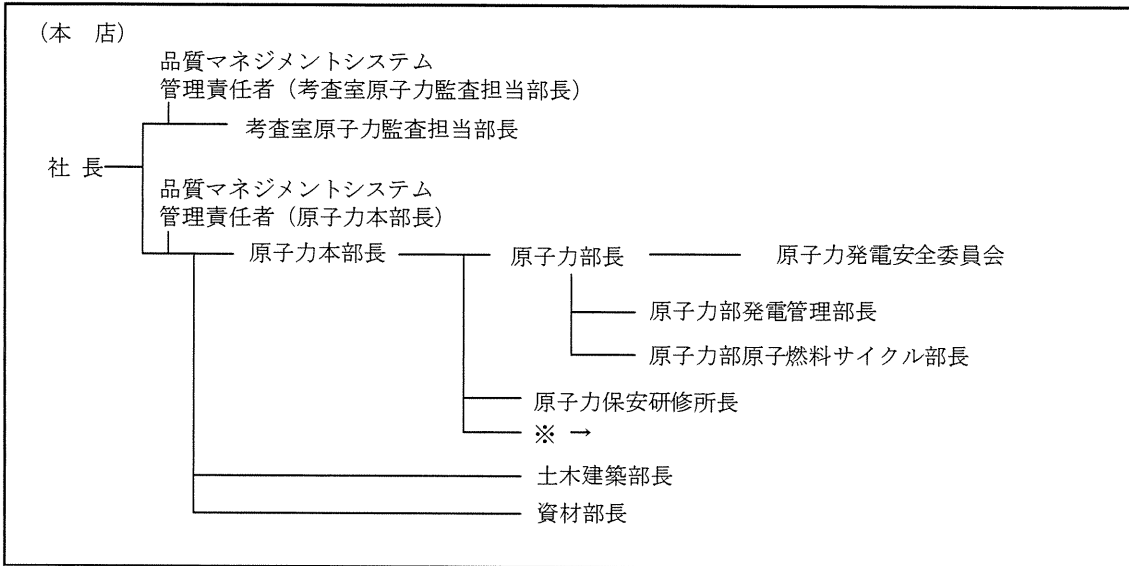 (本　店)
品質マネジメントシステム
管理責任者（考査室原子力監査担当部長）
考査室原子力監査担当部長
社 長
品質マネジメントシステム
管理責任者（原子力本部長）
原子力本部長
原子力部長
原子力発電安全委員会
原子力部発電管理部長
原子力部原子燃料サイクル部長
原子力保安研修所長
※ →
土木建築部長
資材部長